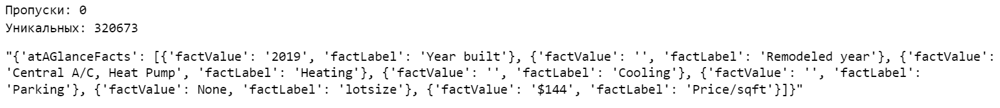 Пропуски: 0
Уникальных: 320673
"{'atAGlanceFacts': [{'factValue': '2019', 'factLabel': 'Year built'}, {'factValue': '', 'factLabel': 'Remodeled year'}, {'factValue':
'Central A/C, Heat Pump', 'factLabel': 'Heating'}, {'factValue': '', 'factLabel': 'Cooling'}, {'factValue': '', 'factLabel':
'Parking'}, {'factValue': None, 'factLabel': 'lotsize'}, {'factValue': '$144', 'factLabel': 'Price/sqft'}]}"